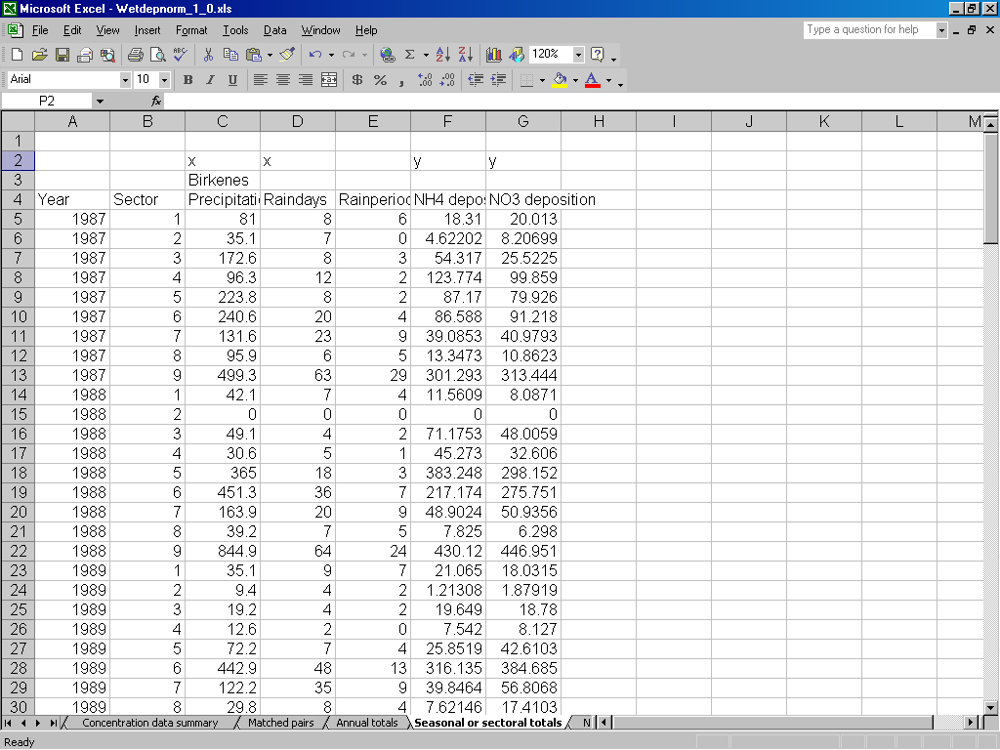 Microsoft Excel - Wetdepnorm_1_0.xls
File Edit View Insert Format Tools Data Window Help Type a question for help
120%
Arial 10 B I U $ % ,
P2 fx
A B C D E F G H I J K L M
1
2 x x y y
3 Birkenes
4 Year Sector Precipitati Raindays Rainperiod NH4 depos NO3 deposition
5 1987 1 81 8 6 18.31 20.013
6 1987 2 35.1 7 0 4.62202 8.20699
7 1987 3 172.6 8 3 54.317 25.5225
8 1987 4 96.3 12 2 123.774 99.859
9 1987 5 223.8 8 2 87.17 79.926
10 1987 6 240.6 20 4 86.588 91.218
11 1987 7 131.6 23 9 39.0853 40.9793
12 1987 8 95.9 6 5 13.3473 10.8623
13 1987 9 499.3 63 29 301.293 313.444
14 1988 1 42.1 7 4 11.5609 8.0871
15 1988 2 0 0 0 0 0
16 1988 3 49.1 4 2 71.1753 48.0059
17 1988 4 30.6 5 1 45.273 32.606
18 1988 5 365 18 3 383.248 298.152
19 1988 6 451.3 36 7 217.174 275.751
20 1988 7 163.9 20 9 48.9024 50.9356
21 1988 8 39.2 7 5 7.825 6.298
22 1988 9 844.9 64 24 430.12 446.951
23 1989 1 35.1 9 7 21.065 18.0315
24 1989 2 9.4 4 2 1.21308 1.87919
25 1989 3 19.2 4 2 19.649 18.78
26 1989 4 12.6 2 0 7.542 8.127
27 1989 5 72.2 7 4 25.8519 42.6103
28 1989 6 442.9 48 13 316.135 384.685
29 1989 7 122.2 35 9 39.8464 56.8068
30 1989 8 29.8 8 4 7.62146 17.4103
Concentration data summary Matched pairs Annual totals Seasonal or sectoral totals N
Ready